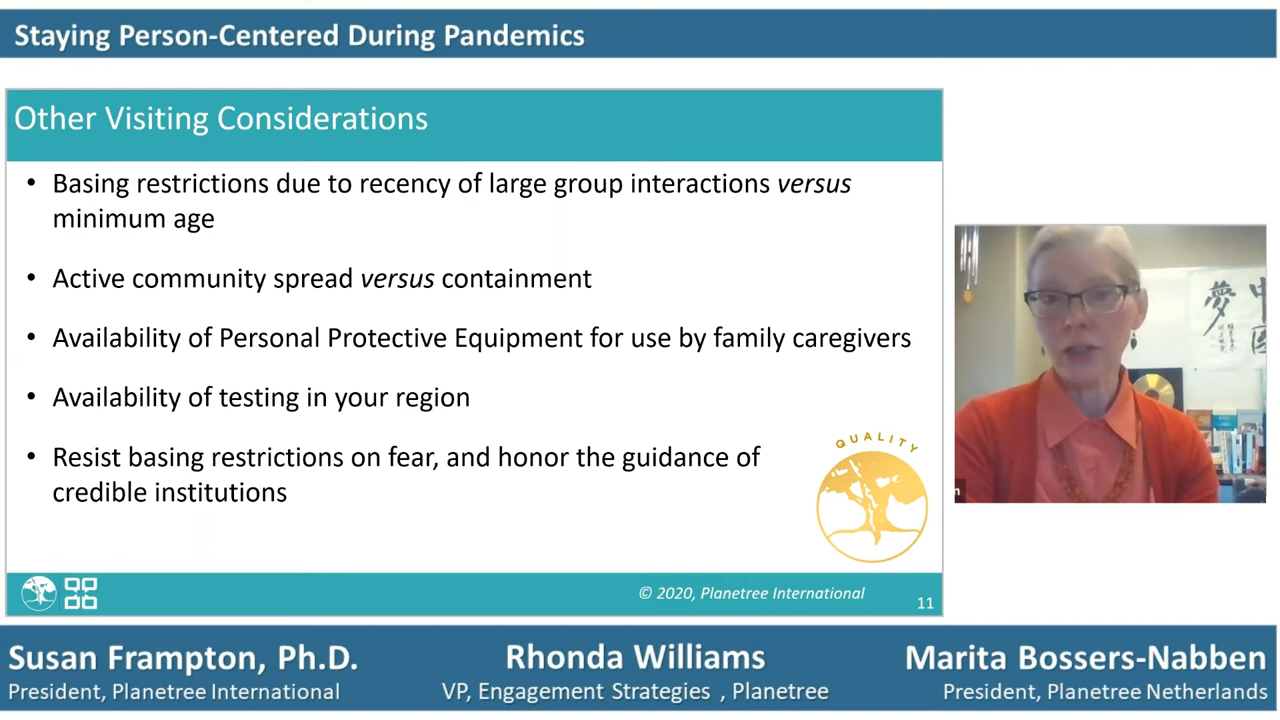 Staying Person-Centered During Pandemics
Other Visiting Considerations
• Basing restrictions due to recency of large group interactions versus
minimum age
• Active community spread versus containment
• Availability of Personal Protective Equipment for use by family caregivers
• Availability of testing in your region
• Resist basing restrictions on fear, and honor the guidance of
credible institutions
QUALITY
© 2020, Planetree International
11
夢
中
n
Susan Frampton, Ph.D.
President, Planetree International
Rhonda Williams
VP, Engagement Strategies , Planetree
Marita Bossers-Nabben
President, Planetree Netherlands